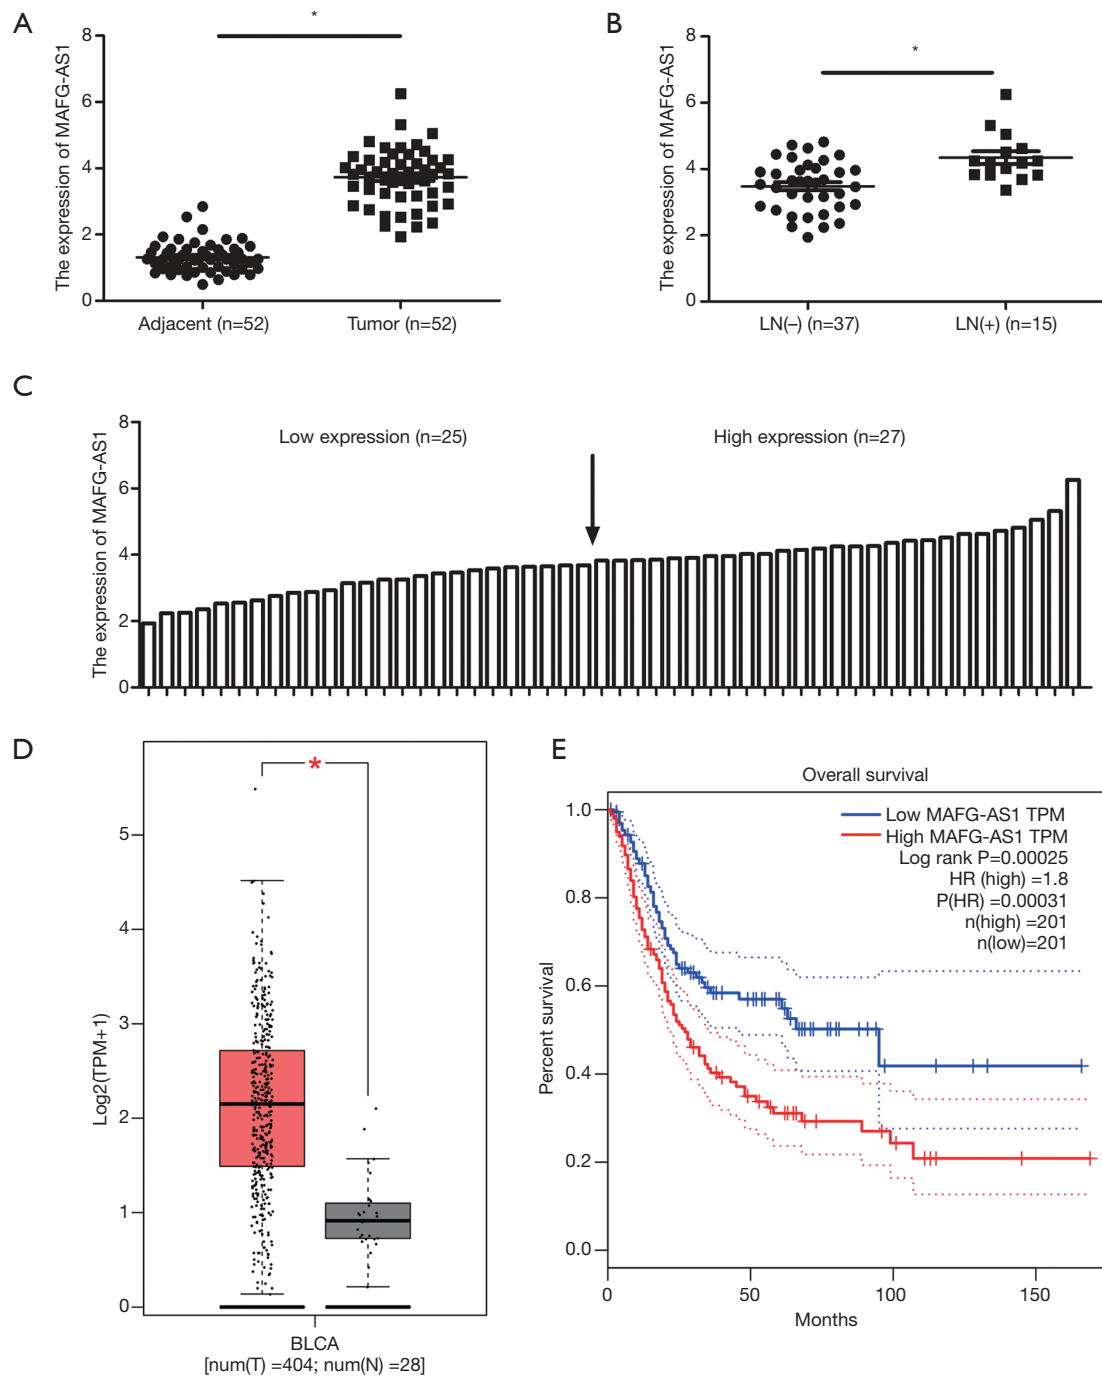 A
*
The expression of MAFG-AS1
8
6
4
2
0
Adjacent (n=52)
Tumor (n=52)
B
*
The expression of MAFG-AS1
8
6
4
2
0
LN(–) (n=37)
LN(+) (n=15)
C
The expression of MAFG-AS1
8
6
4
2
0
Low expression (n=25)
High expression (n=27)
D
*
Log2(TPM+1)
5
4
3
2
1
0
BLCA
[num(T) =404; num(N) =28]
E
Overall survival
Percent survival
1.0
0.8
0.6
0.4
0.2
0.0
Low MAFG-AS1 TPM
High MAFG-AS1 TPM
Log rank P=0.00025
HR (high) =1.8
P(HR) =0.00031
n(high) =201
n(low)=201
0
50
100
150
Months